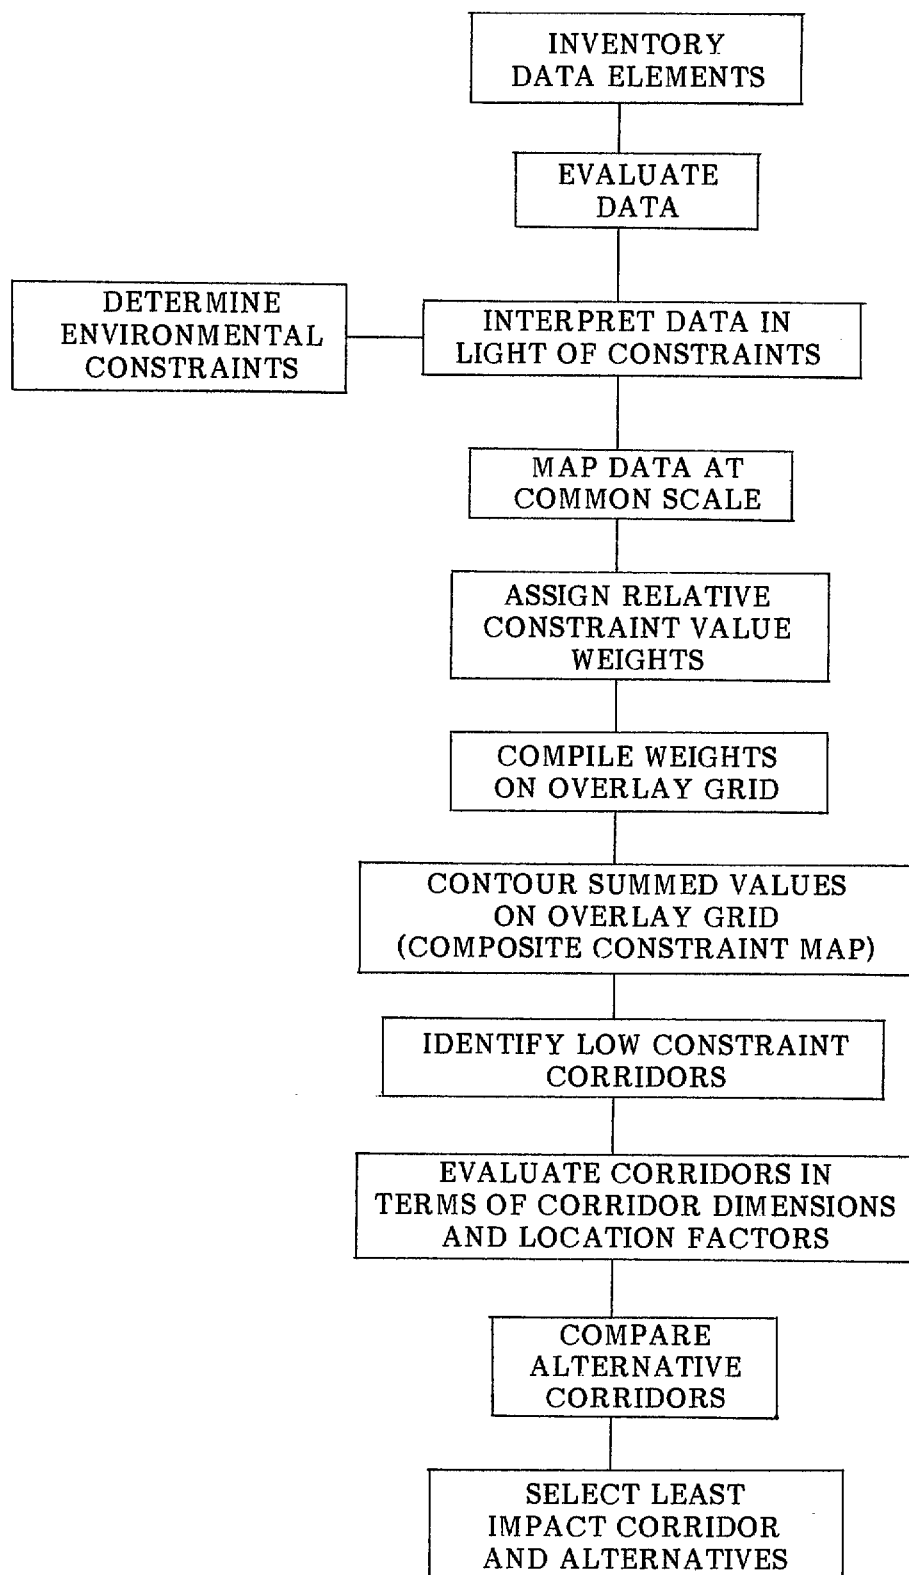 INVENTORY
DATA ELEMENTS
EVALUATE
DATA
DETERMINE
ENVIRONMENTAL
CONSTRAINTS
INTERPRET DATA IN
LIGHT OF CONSTRAINTS
MAP DATA AT
COMMON SCALE
ASSIGN RELATIVE
CONSTRAINT VALUE
WEIGHTS
COMPILE WEIGHTS
ON OVERLAY GRID
CONTOUR SUMMED VALUES
ON OVERLAY GRID
(COMPOSITE CONSTRAINT MAP)
IDENTIFY LOW CONSTRAINT
CORRIDORS
EVALUATE CORRIDORS IN
TERMS OF CORRIDOR DIMENSIONS
AND LOCATION FACTORS
COMPARE
ALTERNATIVE
CORRIDORS
SELECT LEAST
IMPACT CORRIDOR
AND ALTERNATIVES